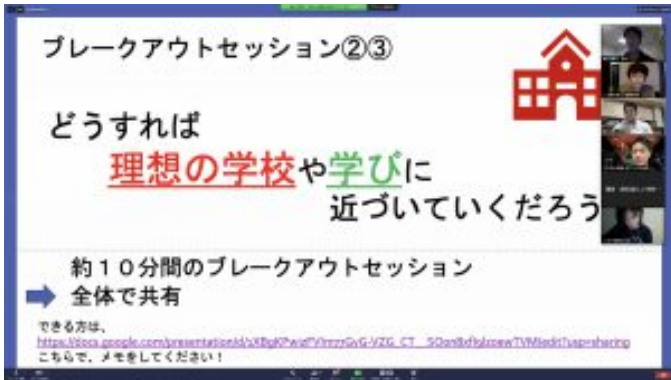 ブレークアウトセッション②③
どうすれば
理想の学校や学びに
近づいていくだろう
約１０分間のブレークアウトセッション
全体で共有
できる方は、
こちらで、メモをしてください！